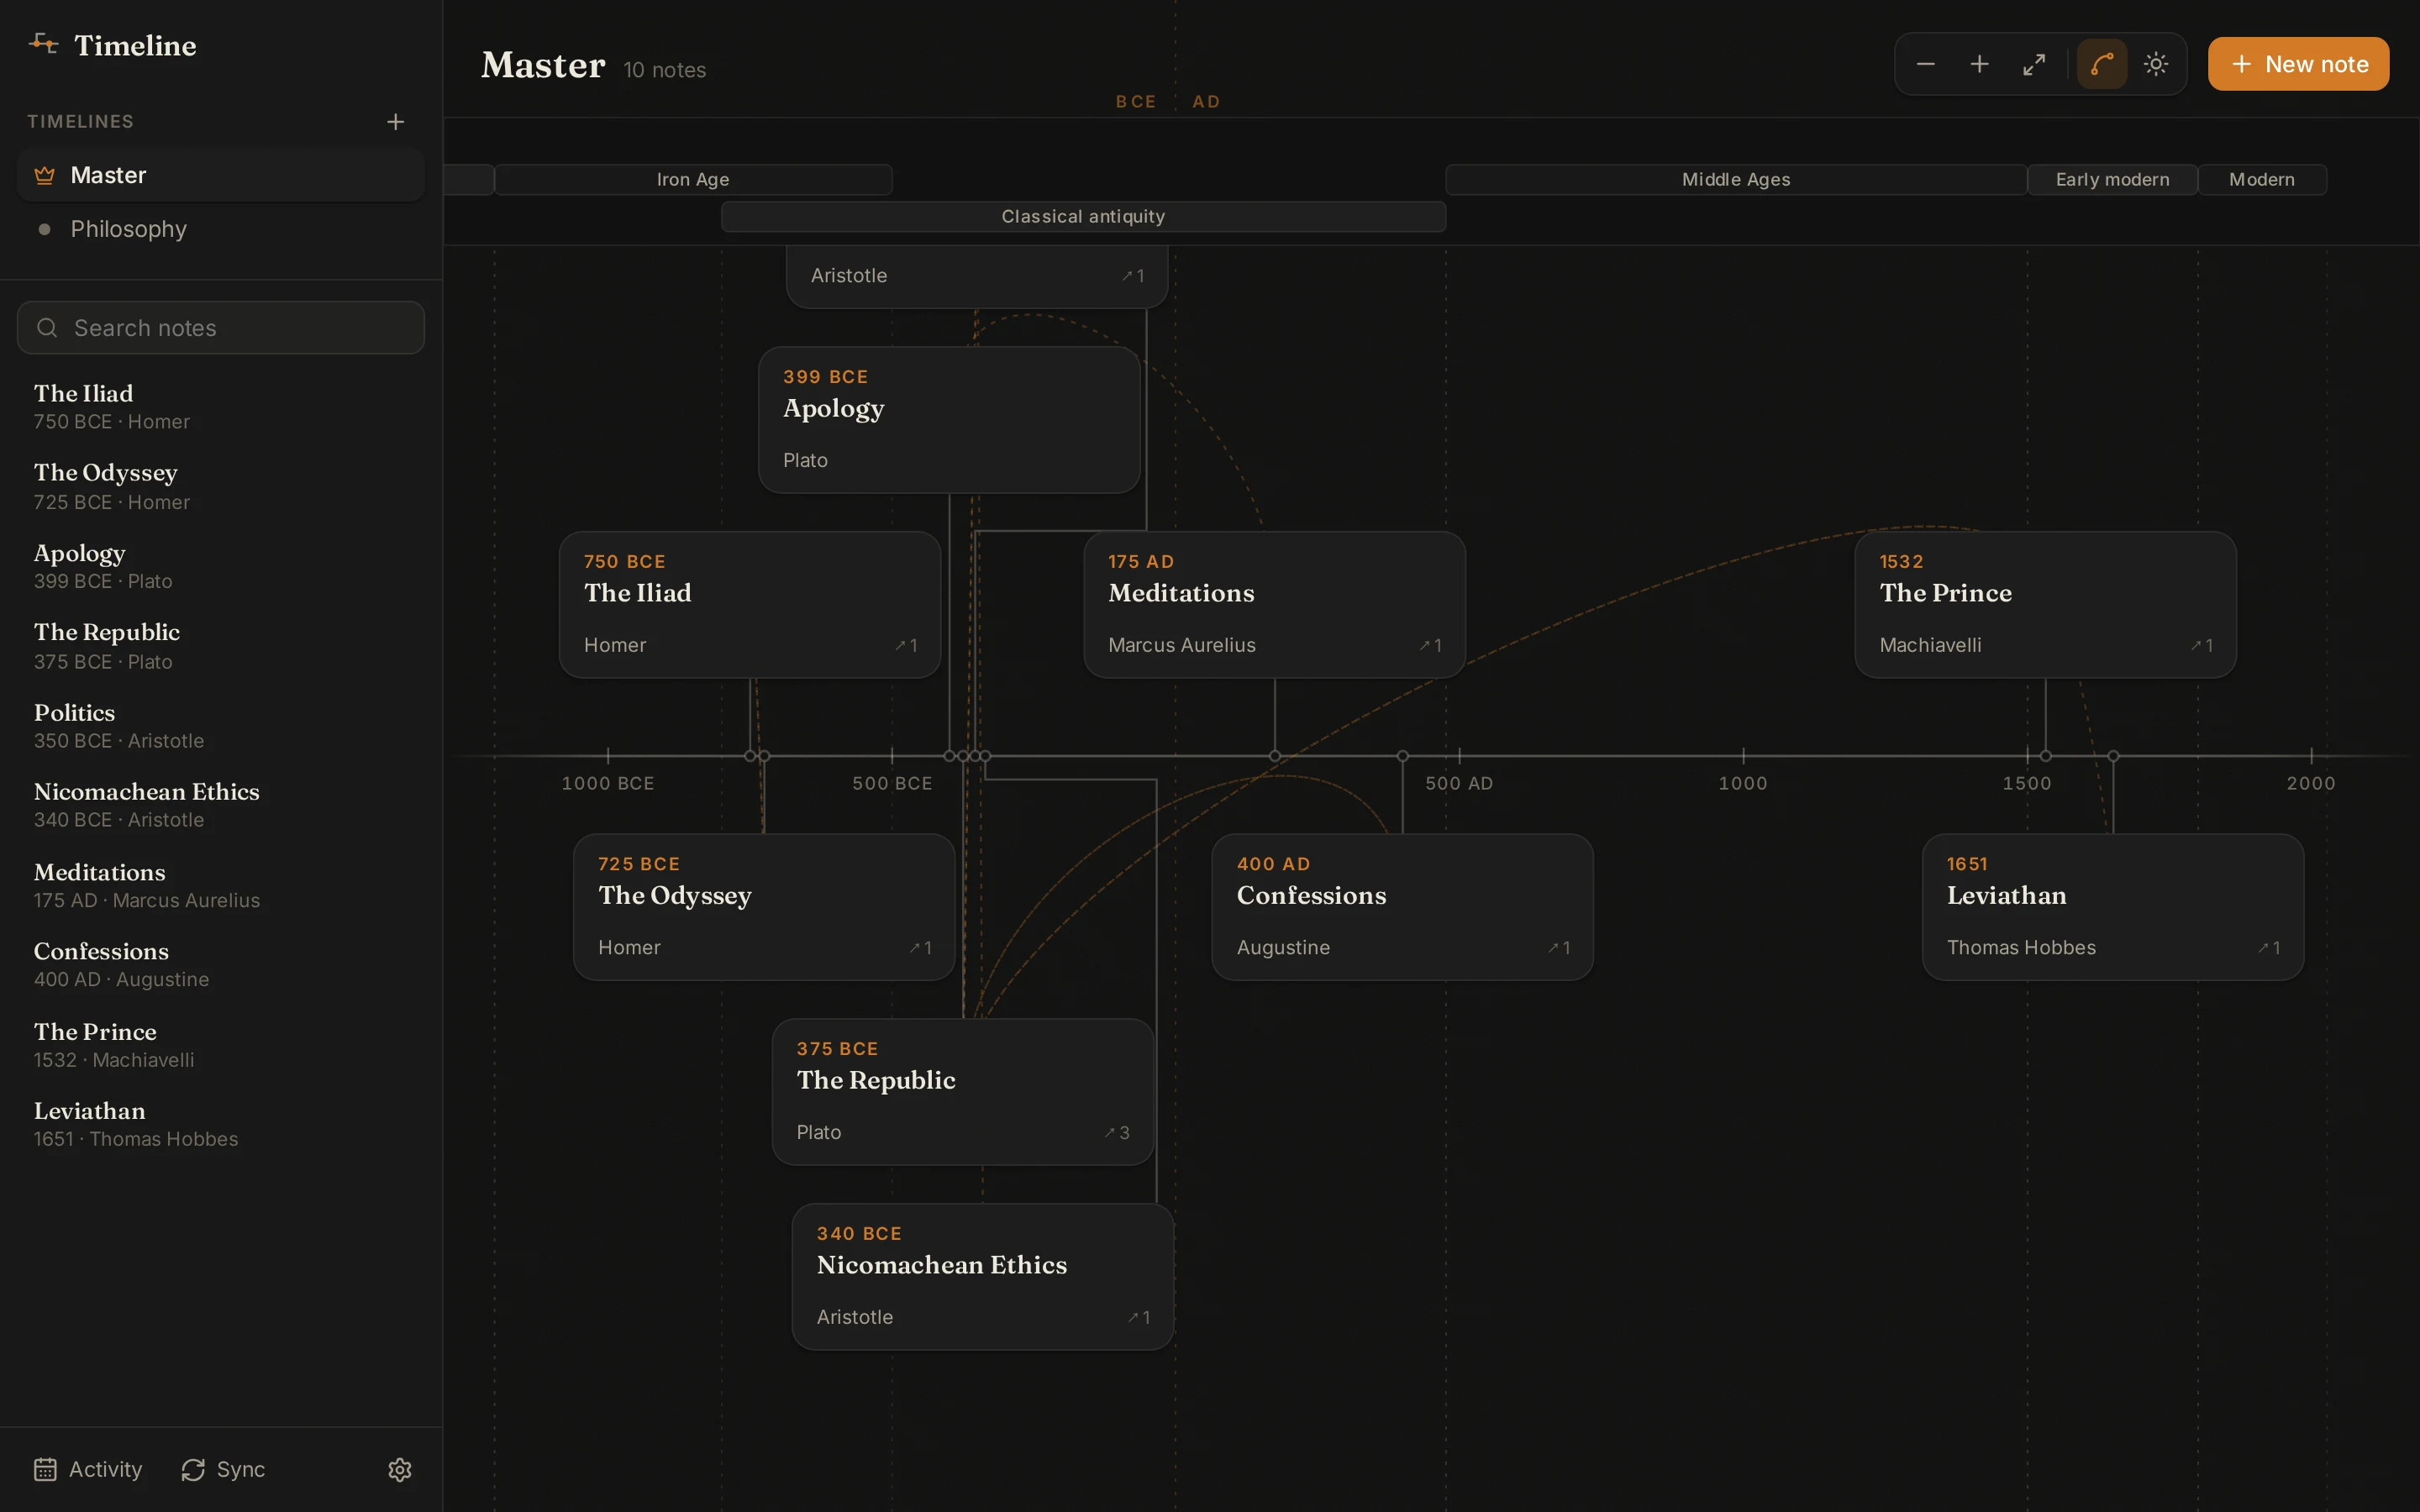 Timeline
TIMELINES
Master
Philosophy
Search notes
The Iliad
750 BCE · Homer
The Odyssey
725 BCE · Homer
Apology
399 BCE · Plato
The Republic
375 BCE · Plato
Politics
350 BCE · Aristotle
Nicomachean Ethics
340 BCE · Aristotle
Meditations
175 AD · Marcus Aurelius
Confessions
400 AD · Augustine
The Prince
1532 · Machiavelli
Leviathan
1651 · Thomas Hobbes
Activity
Sync
Master 10 notes
New note
BCE AD
Iron Age
Middle Ages
Early modern
Modern
Classical antiquity
Aristotle ↗1
399 BCE
Apology
Plato
750 BCE
The Iliad
Homer ↗1
175 AD
Meditations
Marcus Aurelius ↗1
1532
The Prince
Machiavelli ↗1
1000 BCE
500 BCE
500 AD
1000
1500
2000
725 BCE
The Odyssey
Homer ↗1
400 AD
Confessions
Augustine ↗1
1651
Leviathan
Thomas Hobbes ↗1
375 BCE
The Republic
Plato ↗3
340 BCE
Nicomachean Ethics
Aristotle ↗1